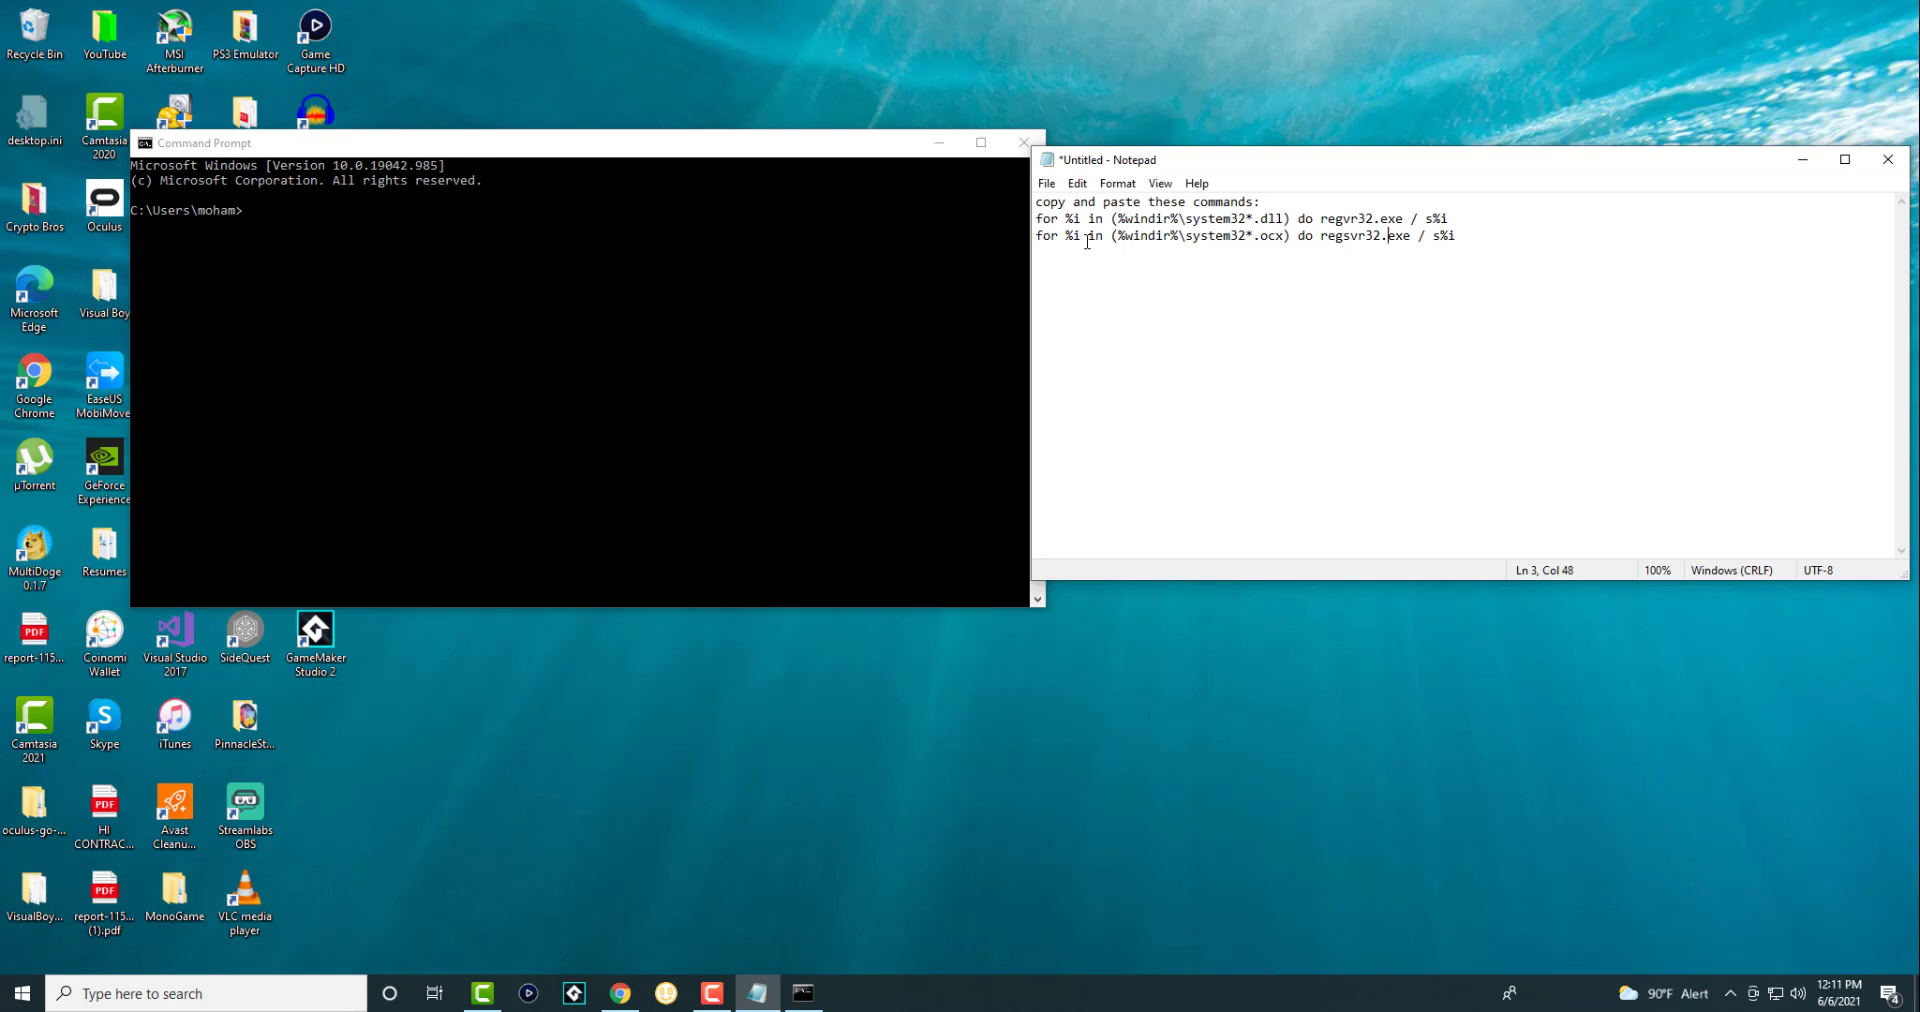 Recycle Bin
YouTube
MSI
Afterburner
PS3 Emulator
Game
Capture HD
desktop.ini
Camtasia
2020
Command Prompt
Microsoft Windows [Version 10.0.19042.985]
(c) Microsoft Corporation. All rights reserved.
C:\Users\moham>
*Untitled - Notepad
File Edit Format View Help
copy and paste these commands:
for %i in (%windir%\system32*.dll) do regvr32.exe / s%i
for %i in (%windir%\system32*.ocx) do regsvr32.exe / s%i
Ln 3, Col 48
100%
Windows (CRLF)
UTF-8
Crypto Bros
Oculus
Microsoft
Edge
Visual Boy
Google
Chrome
EaseUS
MobiMove
µTorrent
GeForce
Experience
MultiDoge
0.1.7
Resumes
PDF
report-115...
Coinomi
Wallet
Visual Studio
2017
SideQuest
GameMaker
Studio 2
Camtasia
2021
Skype
iTunes
PinnacleSt...
oculus-go-...
PDF
HI
CONTRAC...
Avast
Cleanu...
Streamlabs
OBS
VisualBoy...
PDF
report-115...
(1).pdf
MonoGame
VLC media
player
Type here to search
90°F Alert
12:11 PM
6/6/2021
4